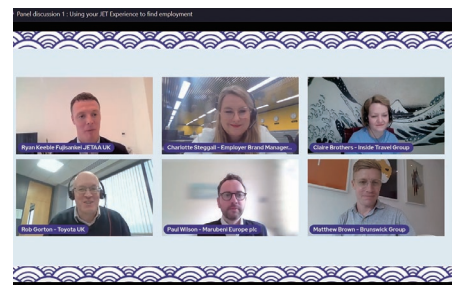 Panel discussion 1 : Using your JET Experience to find employment
Ryan Keeble Fujisankei JETAA UK
Charlotte Steggall - Employer Brand Manager...
Claire Brothers - Inside Travel Group
Rob Gorton - Toyota UK
Paul Wilson - Marubeni Europe plc
Matthew Brown - Brunswick Group